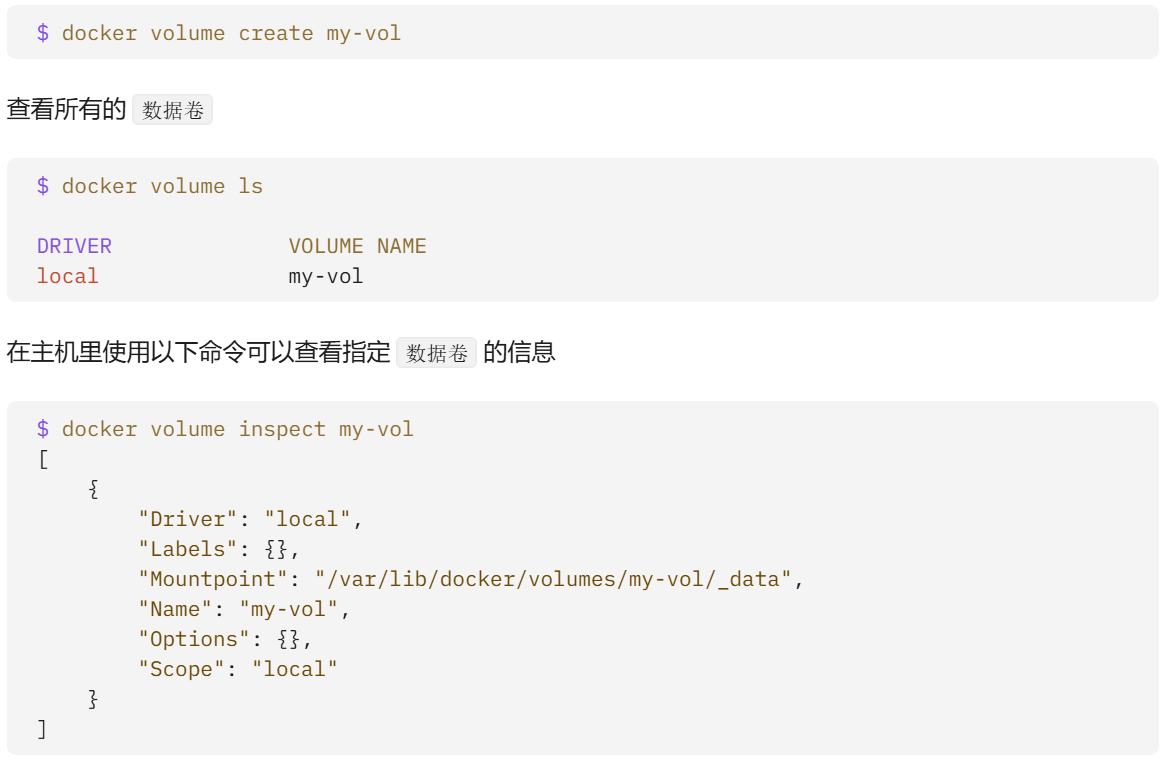 $ docker volume create my-vol
查看所有的 数据卷
$ docker volume ls
DRIVER              VOLUME NAME
local               my-vol
在主机里使用以下命令可以查看指定 数据卷 的信息
$ docker volume inspect my-vol
[
    {
        "Driver": "local",
        "Labels": {},
        "Mountpoint": "/var/lib/docker/volumes/my-vol/_data",
        "Name": "my-vol",
        "Options": {},
        "Scope": "local"
    }
]